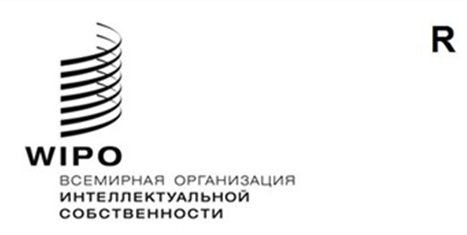 R
WIPO
ВСЕМИРНАЯ ОРГАНИЗАЦИЯ
ИНТЕЛЛЕКТУАЛЬНОЙ
СОБСТВЕННОСТИ